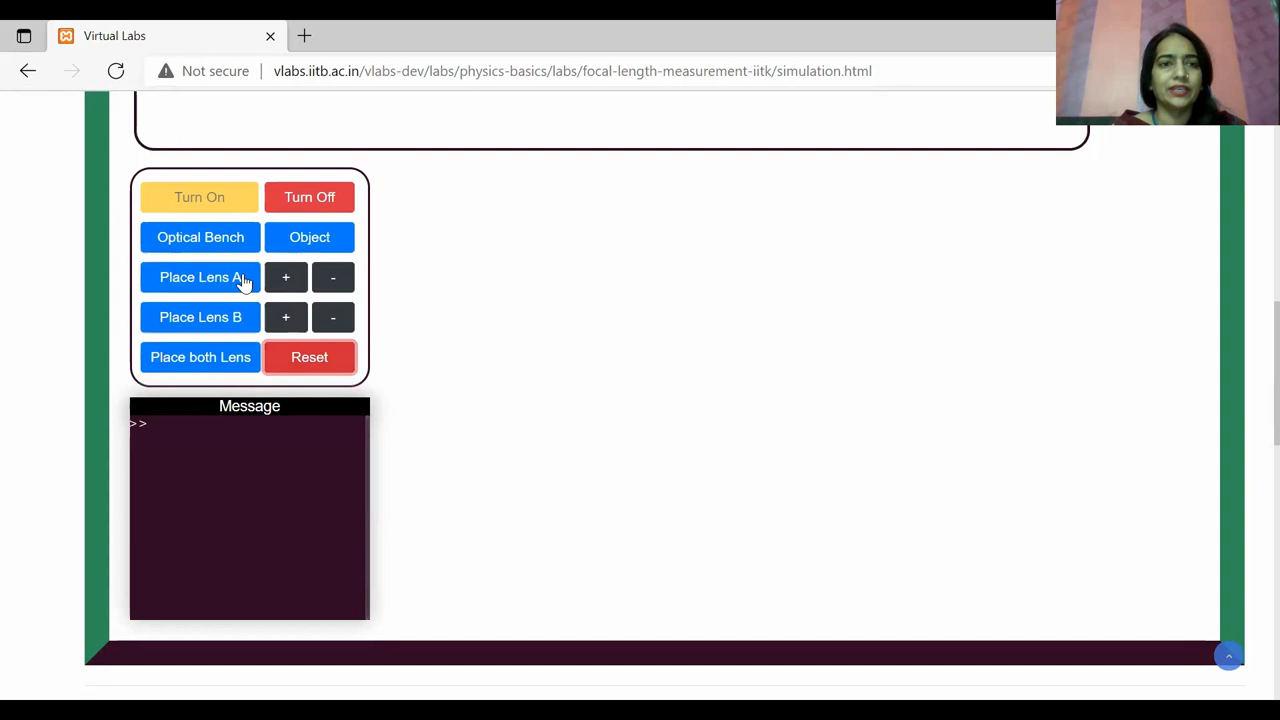 Virtual Labs
Not secure vlabs.iitb.ac.in/vlabs-dev/labs/physics-basics/labs/focal-length-measurement-iitk/simulation.html
Turn On Turn Off
Optical Bench Object
Place Lens A + -
Place Lens B + -
Place both Lens Reset
Message
>>